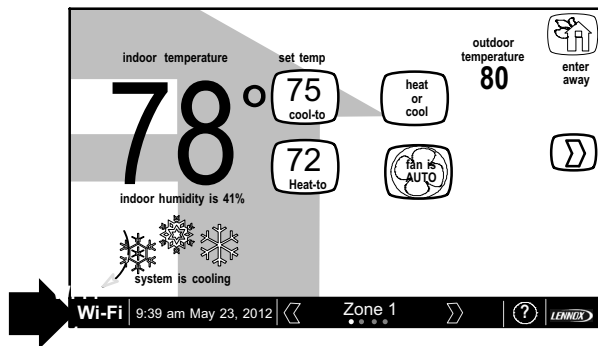 indoor temperature
78°
indoor humidity is 41%
system is cooling
set temp
75
cool-to
72
Heat-to
heat
or
cool
fan is
AUTO
outdoor
temperature
80
enter
away
Wi-Fi
9:39 am May 23, 2012
Zone 1
?
LENNOX